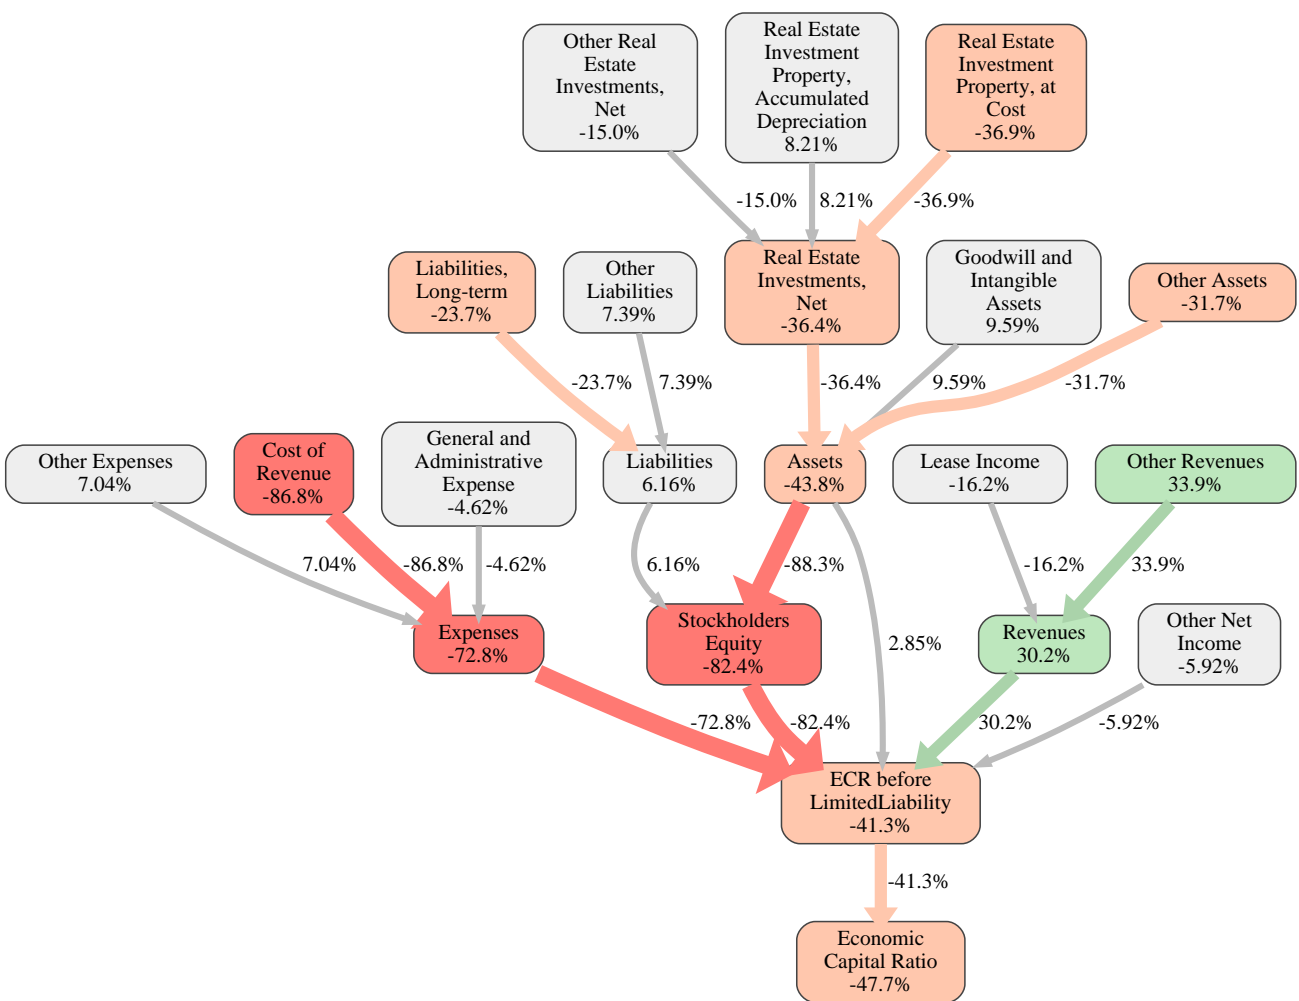 Other Real
Estate
Investments,
Net
-15.0%
Real Estate
Investment
Property,
Accumulated
Depreciation
8.21%
Real Estate
Investment
Property, at
Cost
-36.9%
-15.0%
8.21%
-36.9%
Liabilities,
Long-term
-23.7%
Other
Liabilities
7.39%
Real Estate
Investments,
Net
-36.4%
Goodwill and
Intangible
Assets
9.59%
Other Assets
-31.7%
-23.7%
7.39%
-36.4%
9.59%
-31.7%
Other Expenses
7.04%
Cost of
Revenue
-86.8%
General and
Administrative
Expense
-4.62%
Liabilities
6.16%
Assets
-43.8%
Lease Income
-16.2%
Other Revenues
33.9%
7.04%
-86.8%
-4.62%
6.16%
-88.3%
-16.2%
33.9%
Expenses
-72.8%
Stockholders
Equity
-82.4%
2.85%
Revenues
30.2%
Other Net
Income
-5.92%
-72.8%
-82.4%
30.2%
-5.92%
ECR before
LimitedLiability
-41.3%
-41.3%
Economic
Capital Ratio
-47.7%